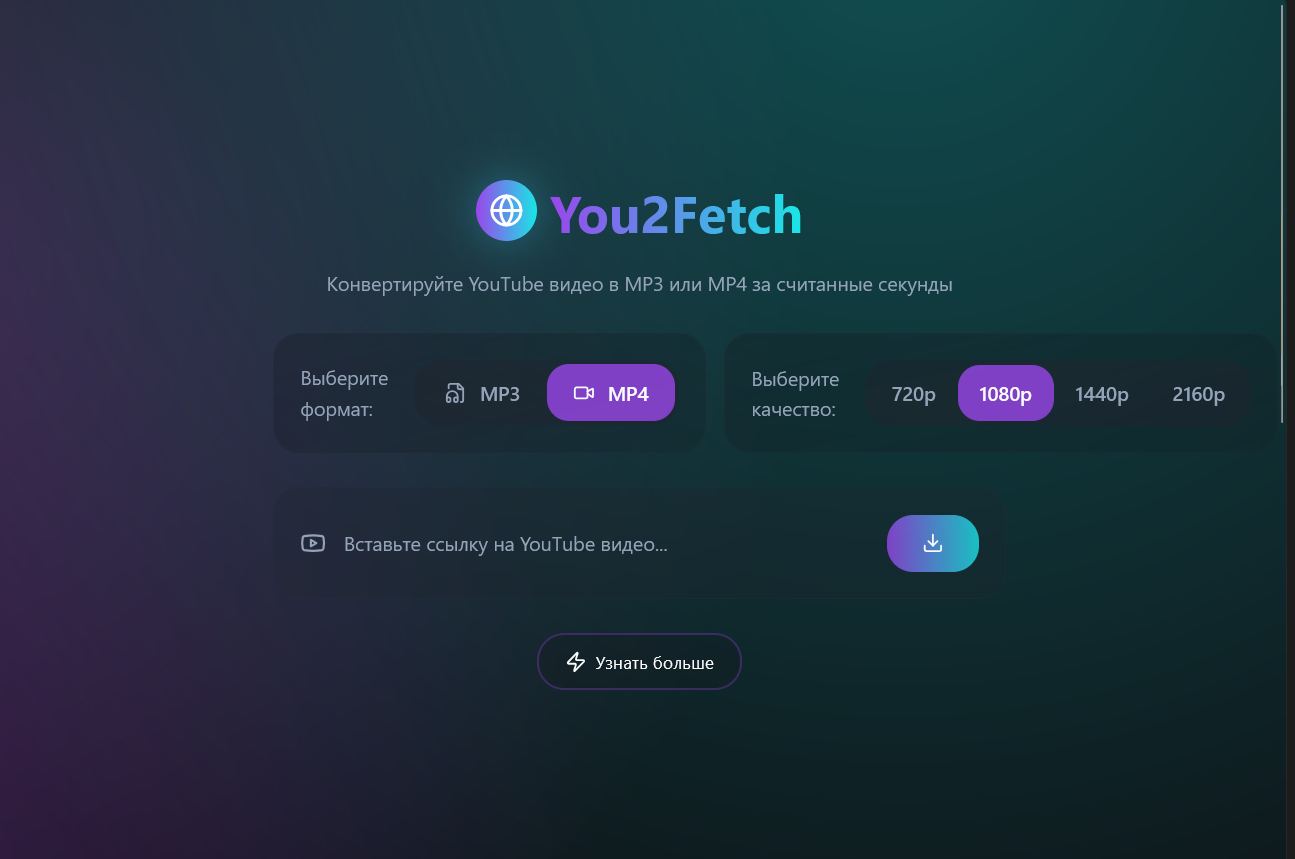 You2Fetch
Конвертируйте YouTube видео в MP3 или MP4 за считанные секунды
Выберите
формат:
MP3
MP4
Выберите
качество:
720p
1080p
1440p
2160p
Вставьте ссылку на YouTube видео...
Узнать больше